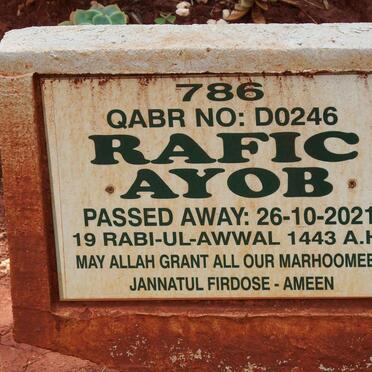 786
QABR NO: D0246
RAFIC
AYOB
PASSED AWAY: 26-10-2021
19 RABI-UL-AWWAL 1443 A.H
MAY ALLAH GRANT ALL OUR MARHOOMEE
JANNATUL FIRDOSE - AMEEN